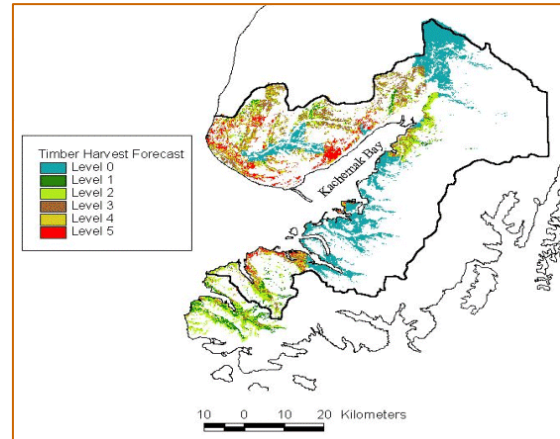 Timber Harvest Forecast
Level 0
Level 1
Level 2
Level 3
Level 4
Level 5
Kachemak Bay
10 0 10 20 Kilometers